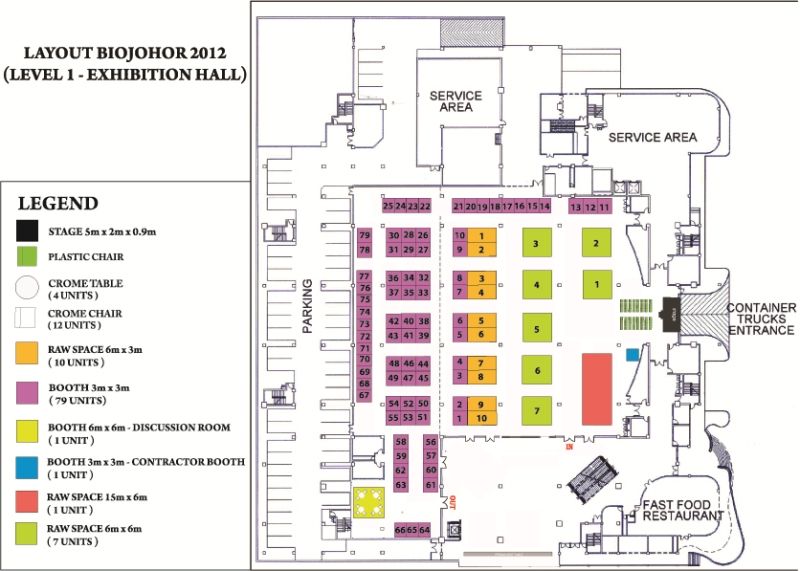 LAYOUT BIOJOHOR 2012
(LEVEL 1 - EXHIBITION HALL)
LEGEND
STAGE 5m x 2m x 0.9m
PLASTIC CHAIR
CROME TABLE
( 4 UNITS )
CROME CHAIR
( 12 UNITS )
RAW SPACE 6m x 3m
( 10 UNITS )
BOOTH 3m x 3m
( 79 UNITS )
BOOTH 6m x 6m - DISCUSSION ROOM
( 1 UNIT )
BOOTH 3m x 3m - CONTRACTOR BOOTH
( 1 UNIT )
RAW SPACE 15m x 6m
( 1 UNIT )
RAW SPACE 6m x 6m
( 7 UNITS )
SERVICE
AREA
SERVICE AREA
PARKING
25 24 23 22 21 20 19 18 17 16 15 14 13 12 11
79 30 28 26 10 1 3 2
78 31 29 27 9 2
77 36 34 32 8 3 4 1
76 37 35 33 7 4
75
74
73 42 40 38 6 5 5
72 43 41 39 5 6
71
70 48 46 44 4 7 6
69 49 47 45 3 8
68
67 54 52 50 2 9 7
55 53 51 1 10
58 56
59 57
62 60
63 61
66 65 64
STAGE
CONTAINER
TRUCKS
ENTRANCE
IN
OUT
FAST FOOD
RESTAURANT